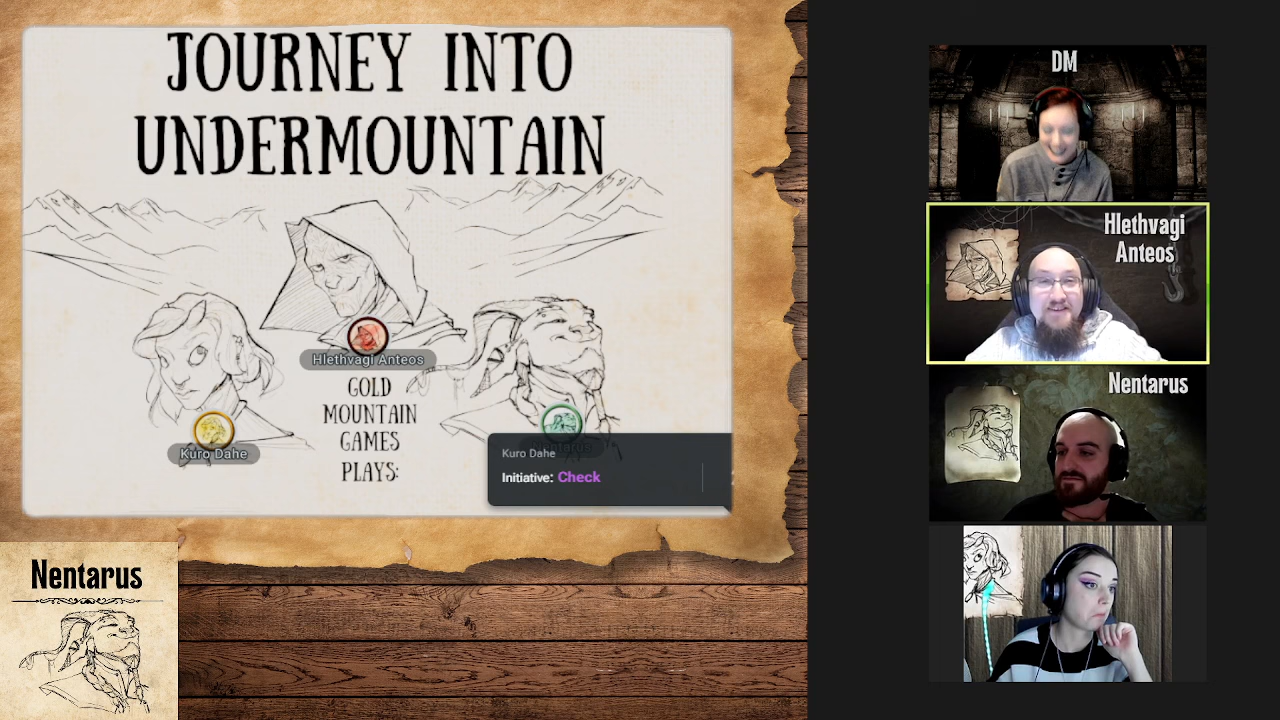 JOURNEY INTO
UNDERMOUNTAIN
Hlethvagi Anteos
GOLD
MOUNTAIN
GAMES
PLAYS:
Kuro Dahe
Nentarus
Kuro Dahe
Initiative: Check
Nentarus
DM
Hlethvagi
Anteos
Nentarus